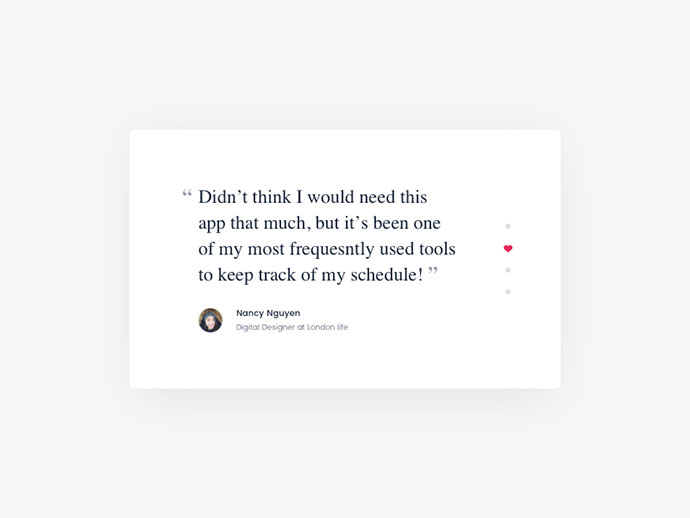 “ Didn’t think I would need this
app that much, but it’s been one
of my most frequesntly used tools
to keep track of my schedule! ”
Nancy Nguyen
Digital Designer at London life